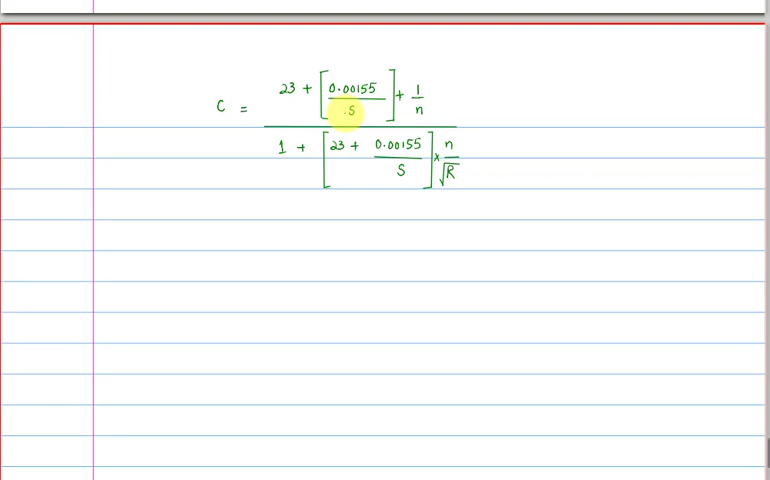 C = (23 + [0.00155/S] + 1/n) / (1 + [23 + 0.00155/S] × n/√R)